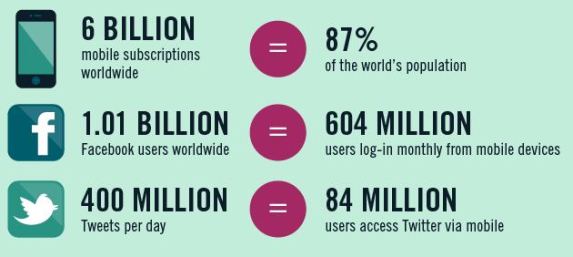 6 BILLION
mobile subscriptions
worldwide
=
87%
of the world's population
f
1.01 BILLION
Facebook users worldwide
=
604 MILLION
users log-in monthly from mobile devices
400 MILLION
Tweets per day
=
84 MILLION
users access Twitter via mobile